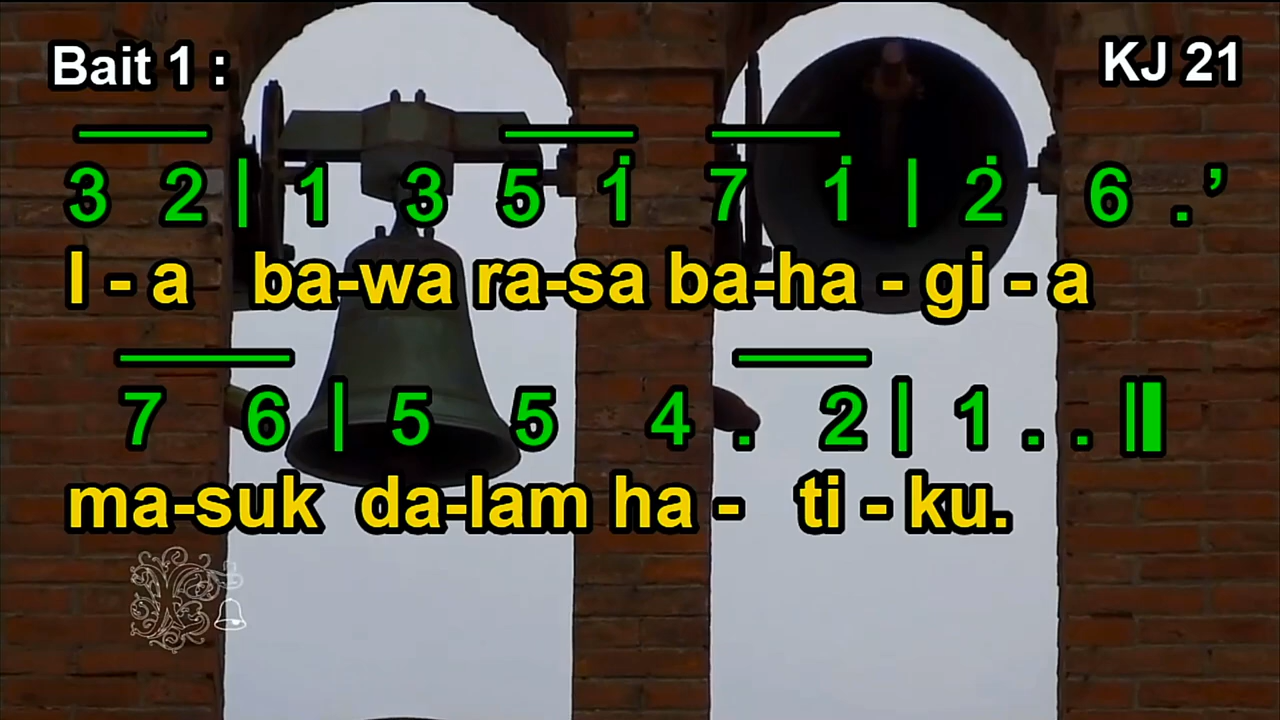 Bait 1 :
KJ 21
3 2 | 1 3 5 1̇ 7 1̇ | 2̇ 6 . ’
I - a ba-wa ra-sa ba-ha - gi - a
7 6 | 5 5 4 . 2 | 1 . . ||
ma-suk da-lam ha - ti - ku.